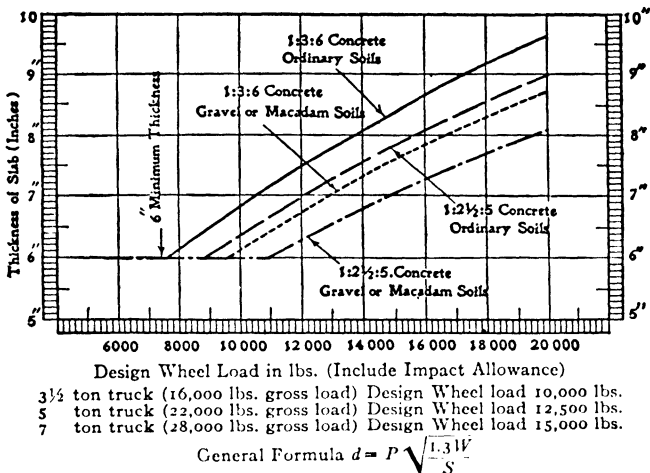 10
10"
1:3:6 Concrete
Ordinary Soils
9"
9"
1:3:6 Concrete
Gravel or Macadam Soils
8"
8"
7"
7"
1:2½:5 Concrete
Ordinary Soils
6"
6"
1:2½:5.Concrete
Gravel or Macadam Soils
5"
5"
Thickness of Slab (Inches)
6" Minimum Thickness
6000 8000 10000 12000 14000 16000 18000 20000
Design Wheel Load in lbs. (Include Impact Allowance)
3½ ton truck (16,000 lbs. gross load) Design Wheel load 10,000 lbs.
5 ton truck (22,000 lbs. gross load) Design Wheel load 12,500 lbs.
7 ton truck (28,000 lbs. gross load) Design Wheel load 15,000 lbs.
General Formula d = P √1.3W/S